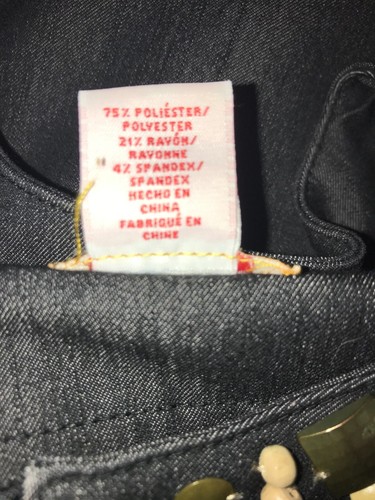 75% POLIÉSTER/
POLYESTER
21% RAYÓN/
RAYONNE
4% SPANDEX/
SPANDEX
HECHO EN
CHINA
FABRIQUÉ EN
CHINE